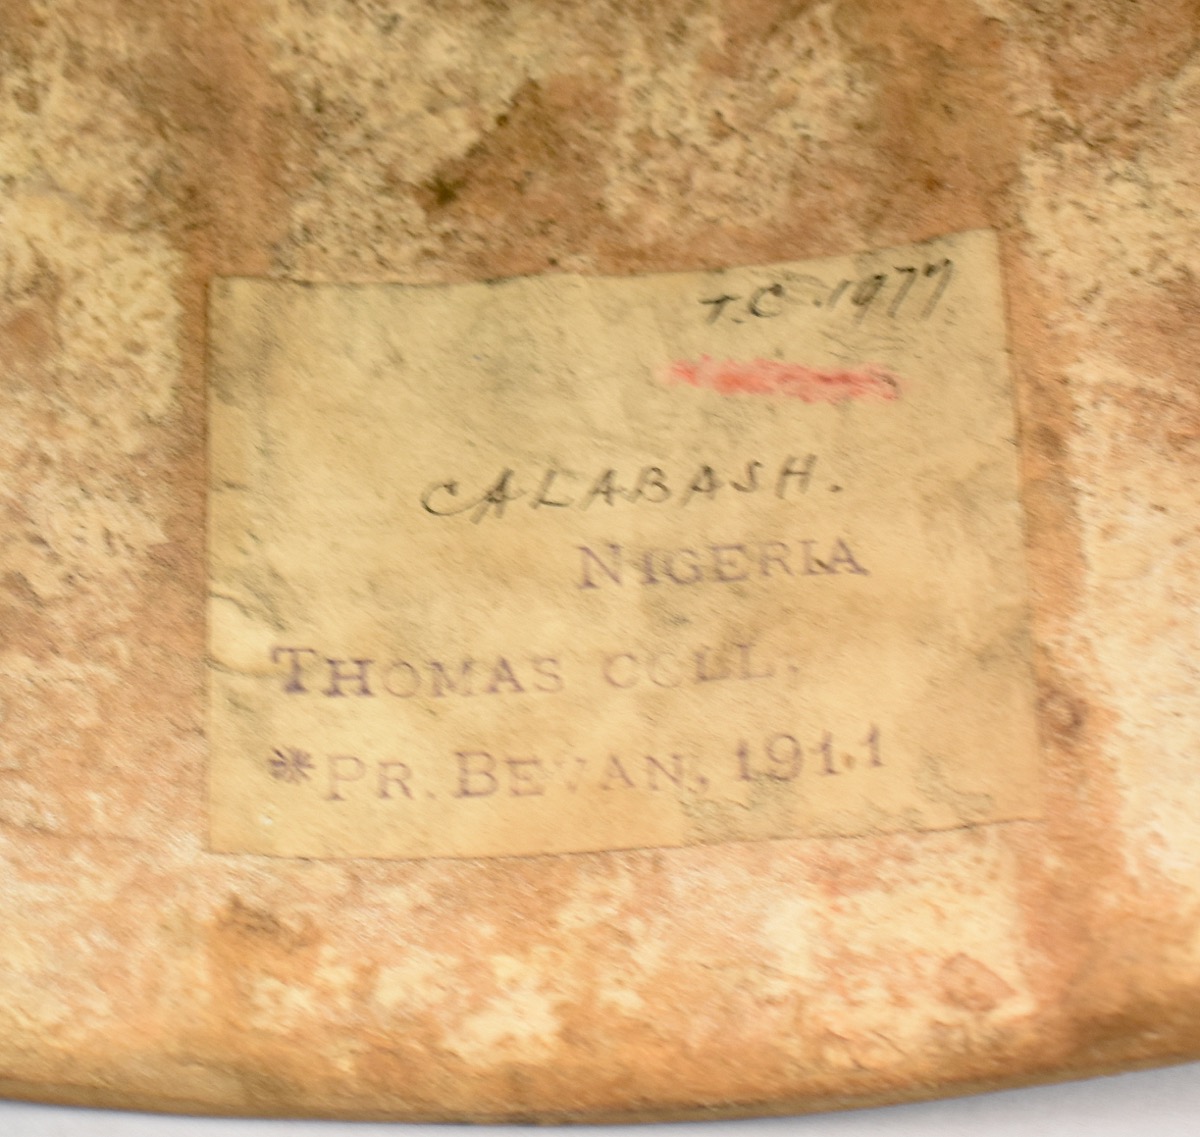 T.C. 1977
CALABASH.
NIGERIA
THOMAS COLL.
*PR. BEVAN, 1911